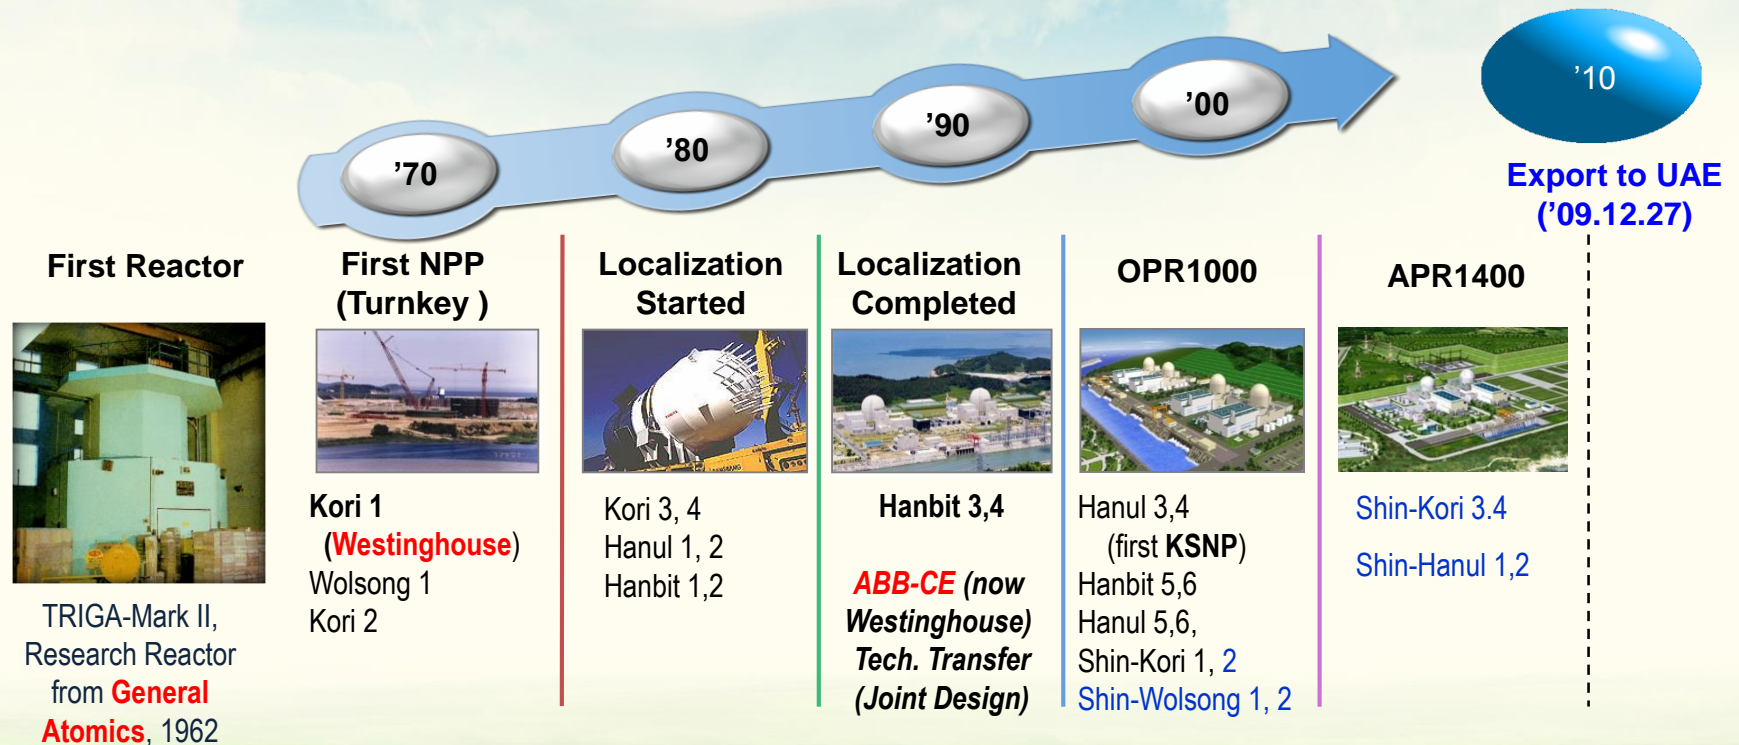 '70
'80
'90
'00
'10
Export to UAE
('09.12.27)
First Reactor
TRIGA-Mark II,
Research Reactor
from General
Atomics, 1962
First NPP
(Turnkey )
Kori 1
(Westinghouse)
Wolsong 1
Kori 2
Localization
Started
Kori 3, 4
Hanul 1, 2
Hanbit 1,2
Localization
Completed
Hanbit 3,4
ABB-CE (now
Westinghouse)
Tech. Transfer
(Joint Design)
OPR1000
Hanul 3,4
(first KSNP)
Hanbit 5,6
Hanul 5,6,
Shin-Kori 1, 2
Shin-Wolsong 1, 2
APR1400
Shin-Kori 3.4
Shin-Hanul 1,2